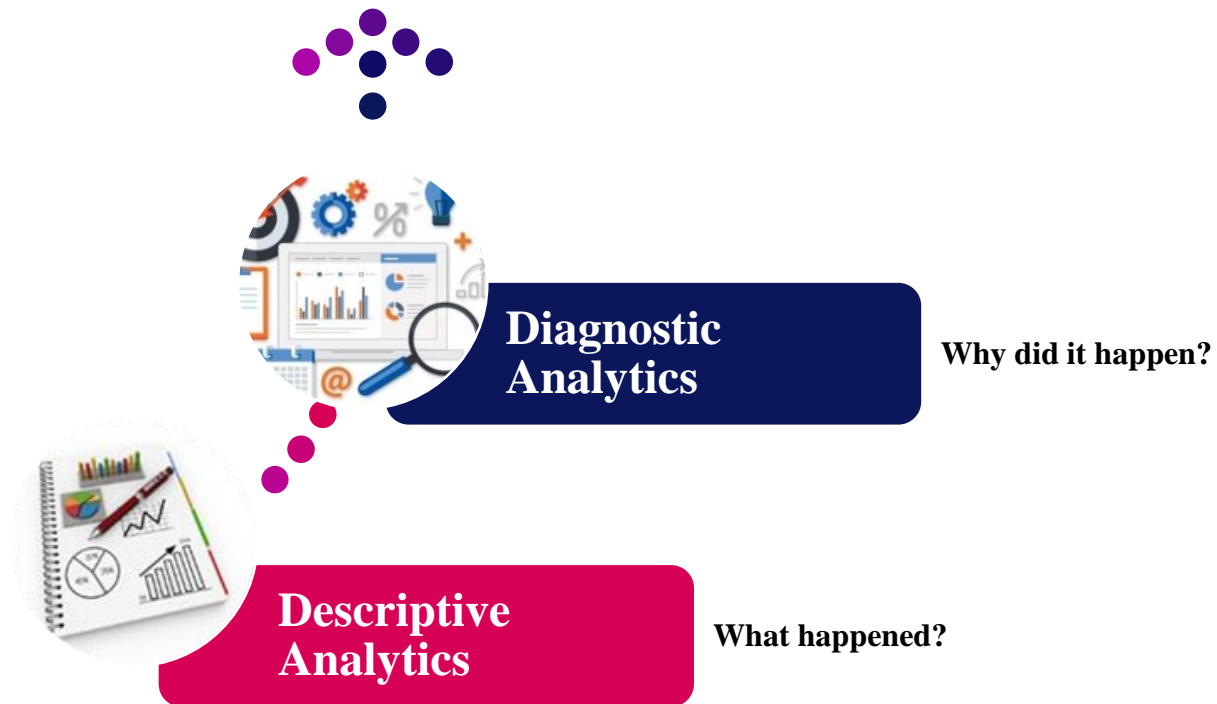 Diagnostic
Analytics
Why did it happen?
%
@
Descriptive
Analytics
What happened?